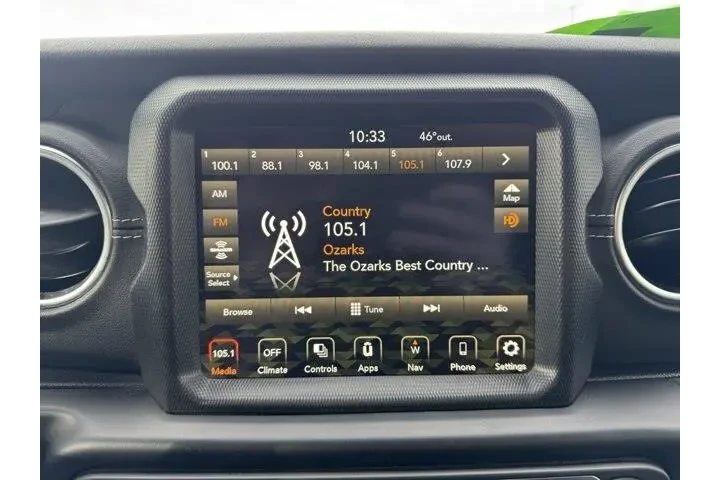 10:33 46°out.
1 2 3 4 5 6
100.1 88.1 98.1 104.1 105.1 107.9
AM
Map
FM
HD
Country
105.1
Ozarks
The Ozarks Best Country ...
SiriusXM
Source
Select
Browse Tune Audio
105.1 OFF W
Media Climate Controls Apps Nav Phone Settings